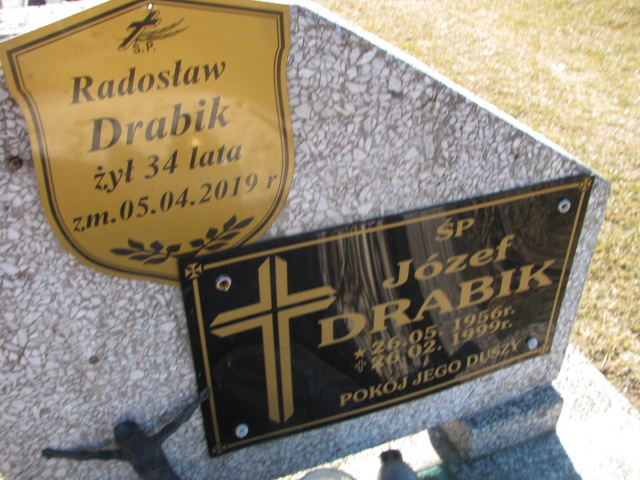 Ś.P.
Radosław
Drabik
żył 34 lata
zm. 05.04.2019 r
ŚP
Józef
DRABIK
26.05. 1956r.
26.02. 1999r.
POKÓJ JEGO DUSZY